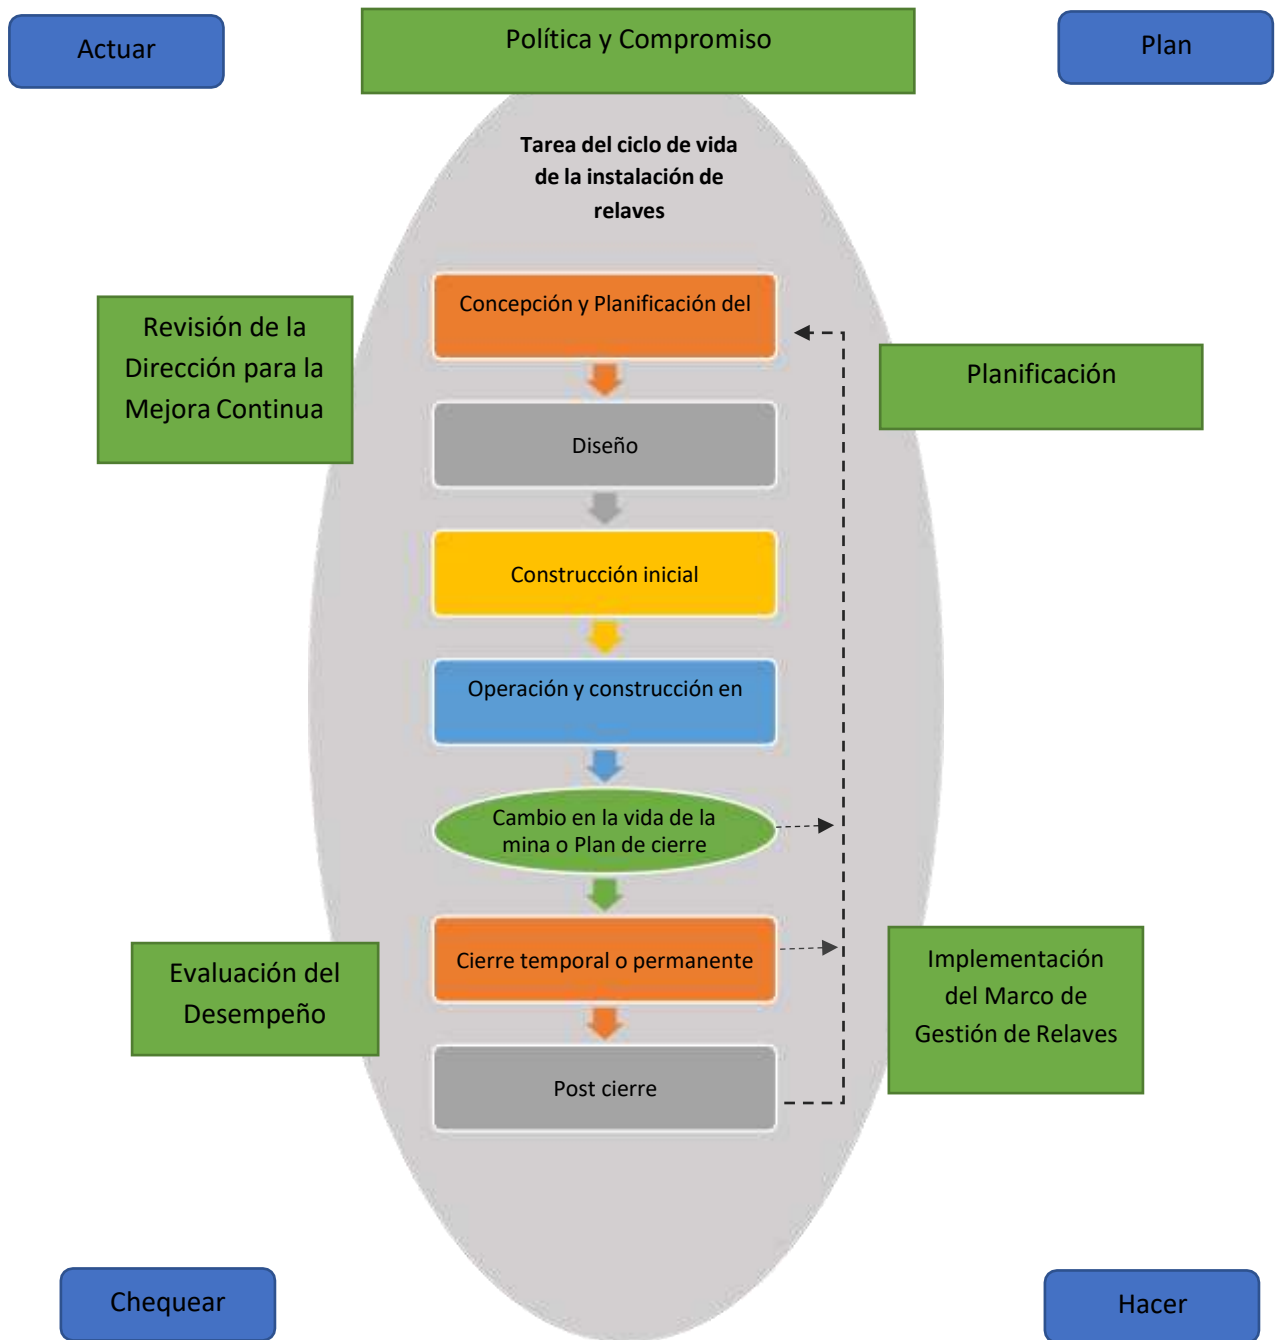 Actuar
Política y Compromiso
Plan
Tarea del ciclo de vida
de la instalación de
relaves
Concepción y Planificación del
Revisión de la
Dirección para la
Mejora Continua
Planificación
Diseño
Construcción inicial
Operación y construcción en
Cambio en la vida de la
mina o Plan de cierre
Cierre temporal o permanente
Evaluación del
Desempeño
Implementación
del Marco de
Gestión de Relaves
Post cierre
Chequear
Hacer